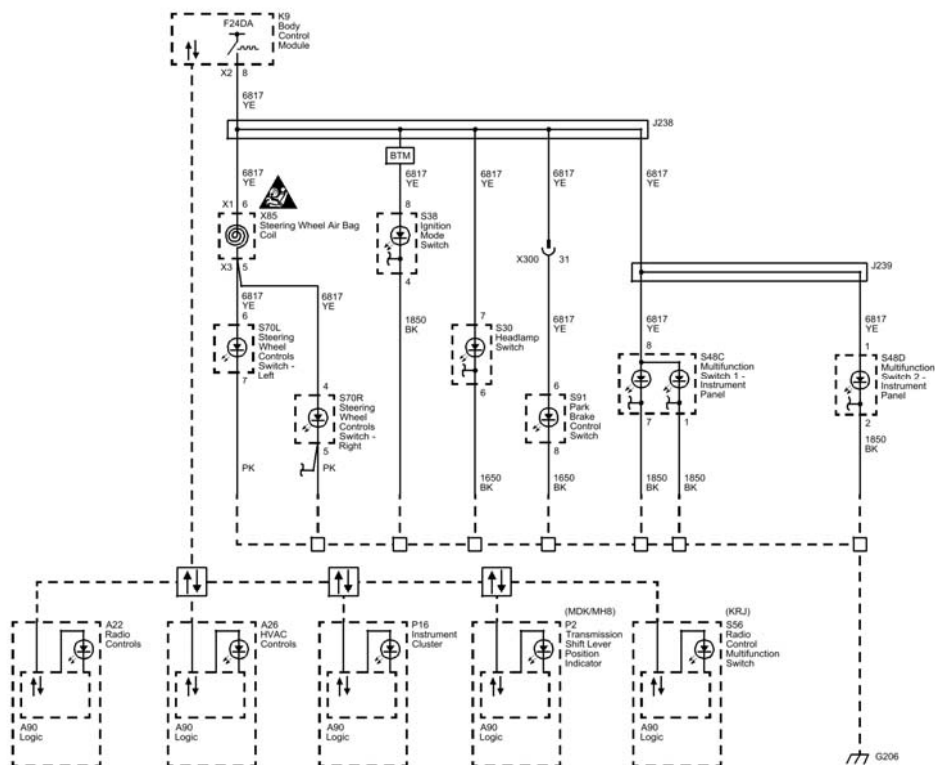 K9
Body
Control
Module
F24DA
X2 8
6817
YE
J238
BTM
6817
YE
6817
YE
6817
YE
6817
YE
6817
YE
X1 6
X85
Steering Wheel Air Bag
Coil
X3 5
8
S38
Ignition
Mode
Switch
4
X300 31
J239
6817
YE
6817
YE
6
S70L
Steering
Wheel
Controls
Switch -
Left
7
1850
BK
7
S30
Headlamp
Switch
6
6817
YE
6817
YE
8
S48C
Multifunction
Switch 1 -
Instrument
Panel
7 1
6817
YE
1
S48D
Multifunction
Switch 2 -
Instrument
Panel
2
4
S70R
Steering
Wheel
Controls
Switch -
Right
5
6
S91
Park
Brake
Control
Switch
8
PK
PK
1650
BK
1650
BK
1850
BK
1850
BK
1850
BK
A22
Radio
Controls
A90
Logic
A26
HVAC
Controls
A90
Logic
P16
Instrument
Cluster
A90
Logic
(MDK/MH8)
P2
Transmission
Shift Lever
Position
Indicator
A90
Logic
(KRJ)
S56
Radio
Control
Multifunction
Switch
A90
Logic
G206